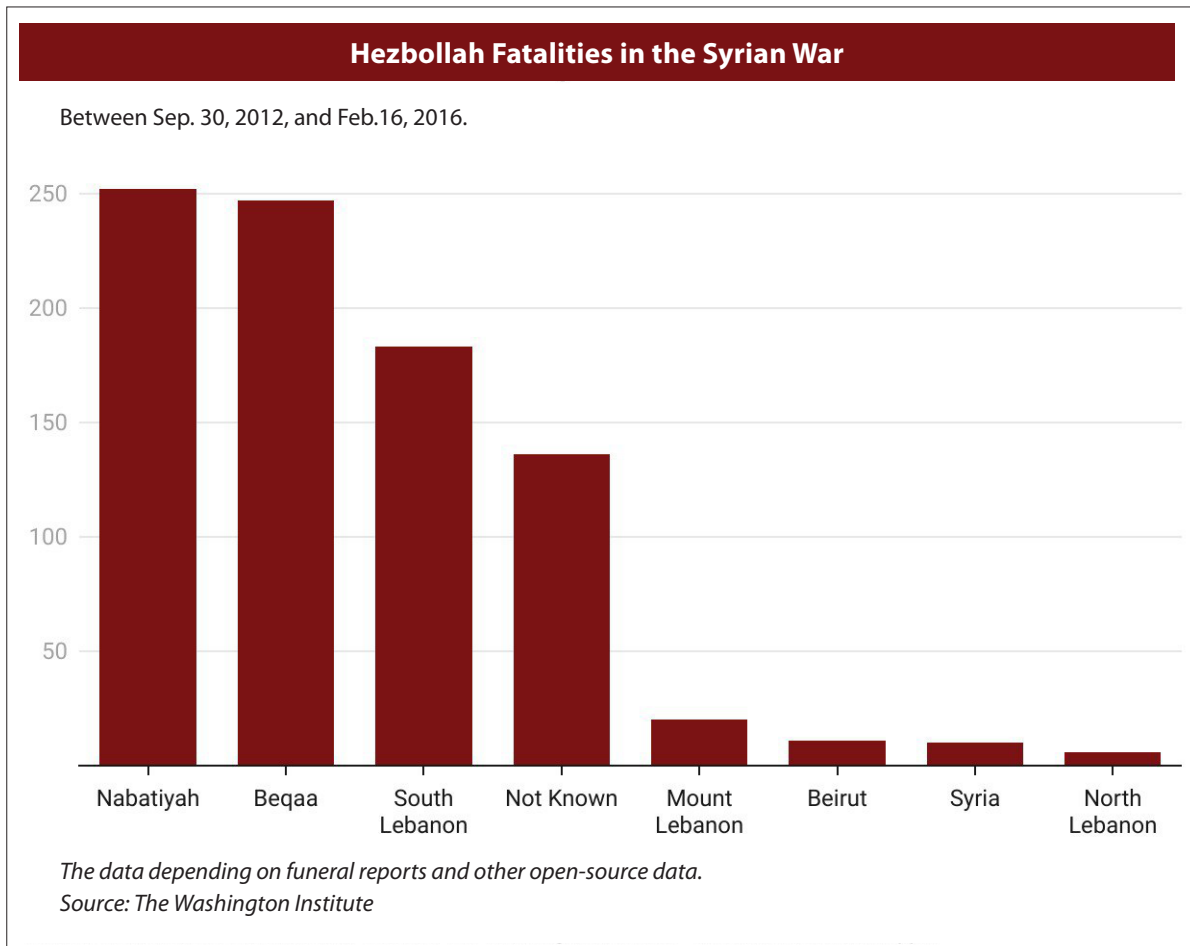 Hezbollah Fatalities in the Syrian War
Between Sep. 30, 2012, and Feb.16, 2016.
250
200
150
100
50
Nabatiyah
Beqaa
South
Lebanon
Not Known
Mount
Lebanon
Beirut
Syria
North
Lebanon
The data depending on funeral reports and other open-source data.
Source: The Washington Institute